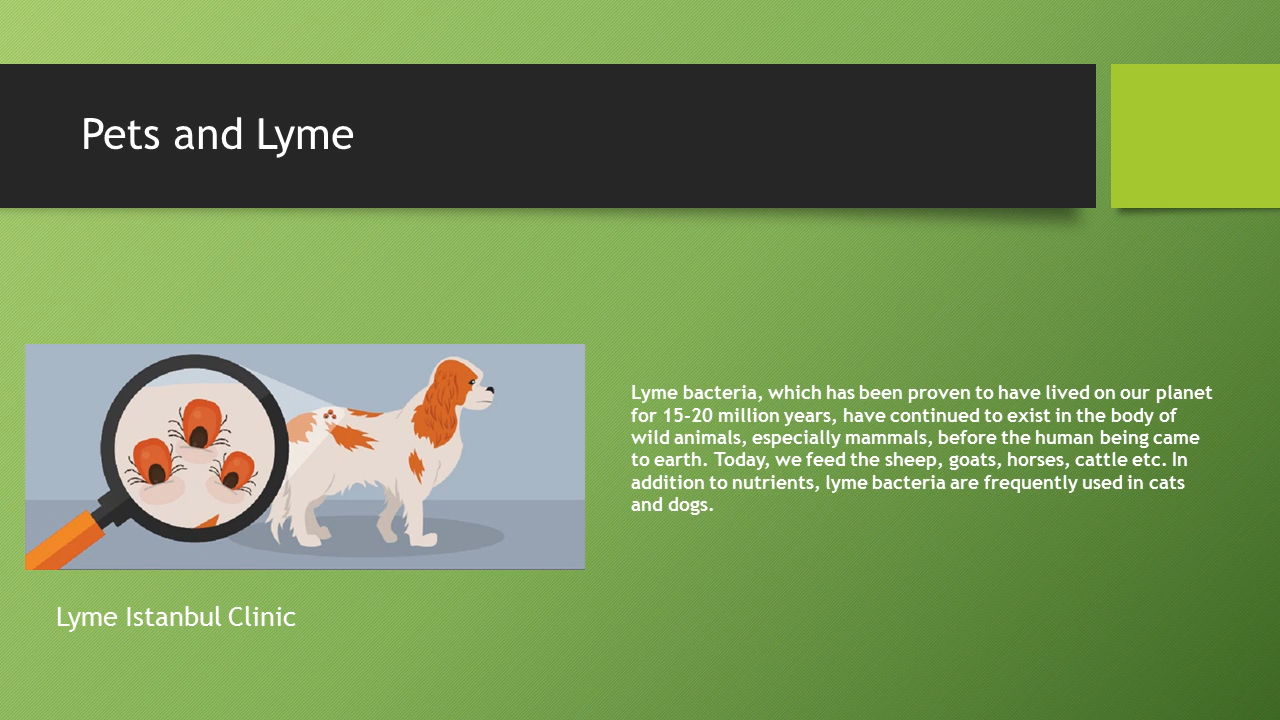 Pets and Lyme
Lyme bacteria, which has been proven to have lived on our planet
for 15-20 million years, have continued to exist in the body of
wild animals, especially mammals, before the human being came
to earth. Today, we feed the sheep, goats, horses, cattle etc. In
addition to nutrients, lyme bacteria are frequently used in cats
and dogs.
Lyme Istanbul Clinic